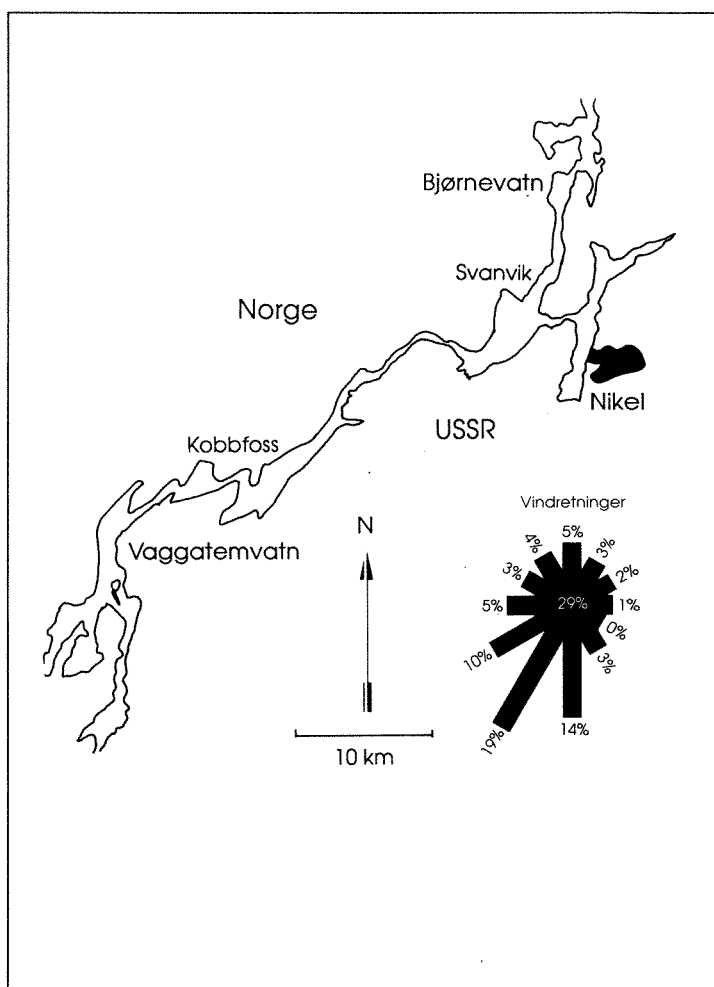 Bjørnevatn
Svanvik
Norge
Nikel
USSR
Kobbfoss
Vaggatemvatn
N
10 km
Vindretninger
5%
3%
2%
1%
0%
3%
14%
19%
10%
5%
3%
4%
29%